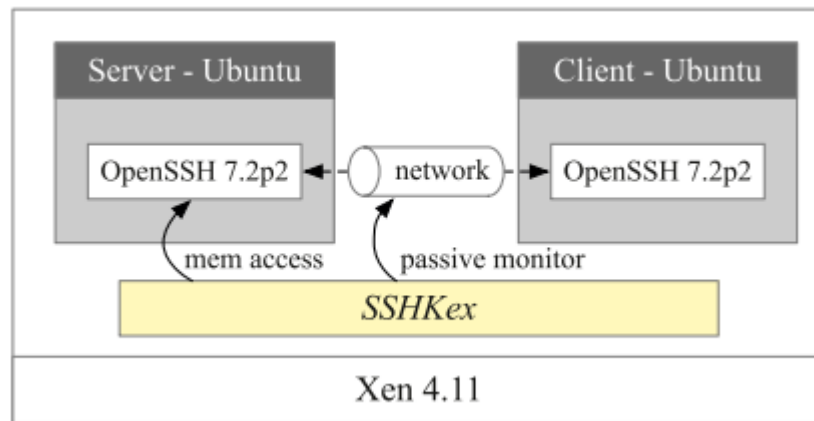 Server - Ubuntu
Client - Ubuntu
OpenSSH 7.2p2
network
OpenSSH 7.2p2
mem access
passive monitor
SSHKex
Xen 4.11